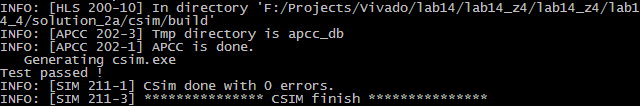 INFO: [HLS 200-10] In directory 'F:/Projects/Vivado/lab14/lab14_z4/lab14_z4/lab1
4_4/solution_2a/csim/build'
INFO: [APCC 202-3] Tmp directory is apcc_db
INFO: [APCC 202-1] APCC is done.
Generating csim.exe
Test passed !
INFO: [SIM 211-1] CSim done with 0 errors.
INFO: [SIM 211-3] *************** CSIM finish ***************